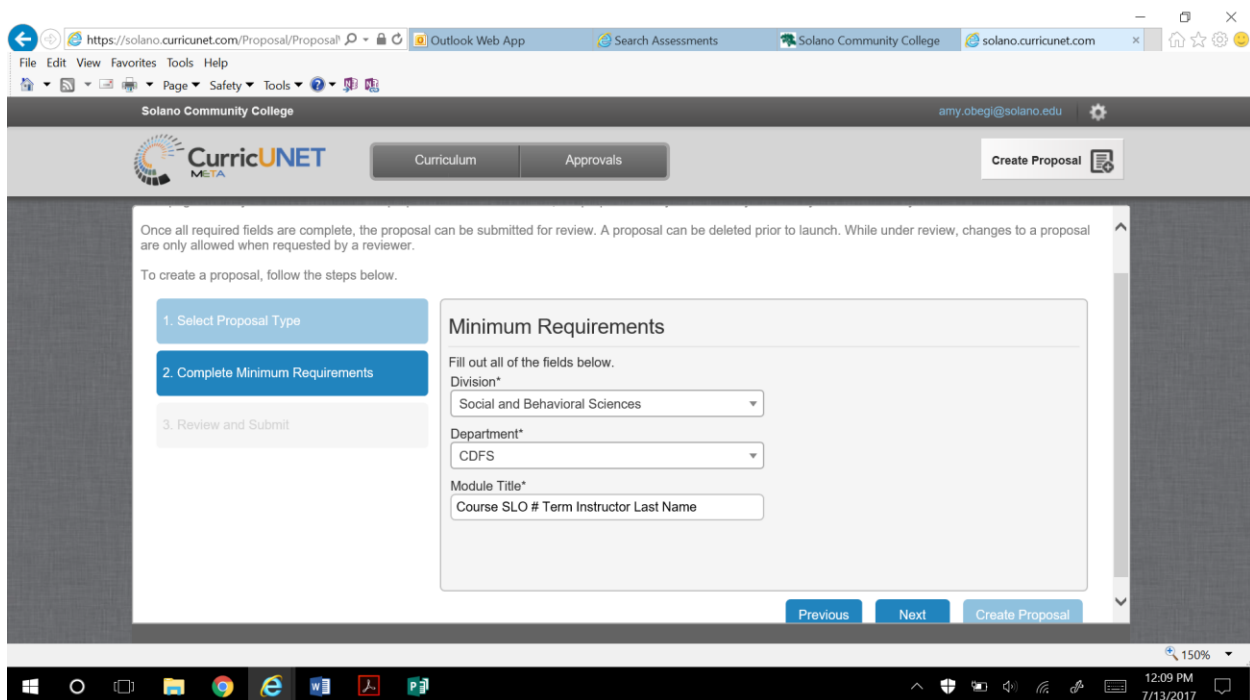 https://solano.curricunet.com/Proposal/Proposal
Outlook Web App
Search Assessments
Solano Community College
solano.curricunet.com
File Edit View Favorites Tools Help
Page Safety Tools
Solano Community College
amy.obegi@solano.edu
CurricUNET
META
Curriculum
Approvals
Create Proposal
Once all required fields are complete, the proposal can be submitted for review. A proposal can be deleted prior to launch. While under review, changes to a proposal
are only allowed when requested by a reviewer.
To create a proposal, follow the steps below.
1. Select Proposal Type
2. Complete Minimum Requirements
3. Review and Submit
Minimum Requirements
Fill out all of the fields below.
Division*
Social and Behavioral Sciences
Department*
CDFS
Module Title*
Course SLO # Term Instructor Last Name
Previous
Next
Create Proposal
150%
12:09 PM
7/13/2017